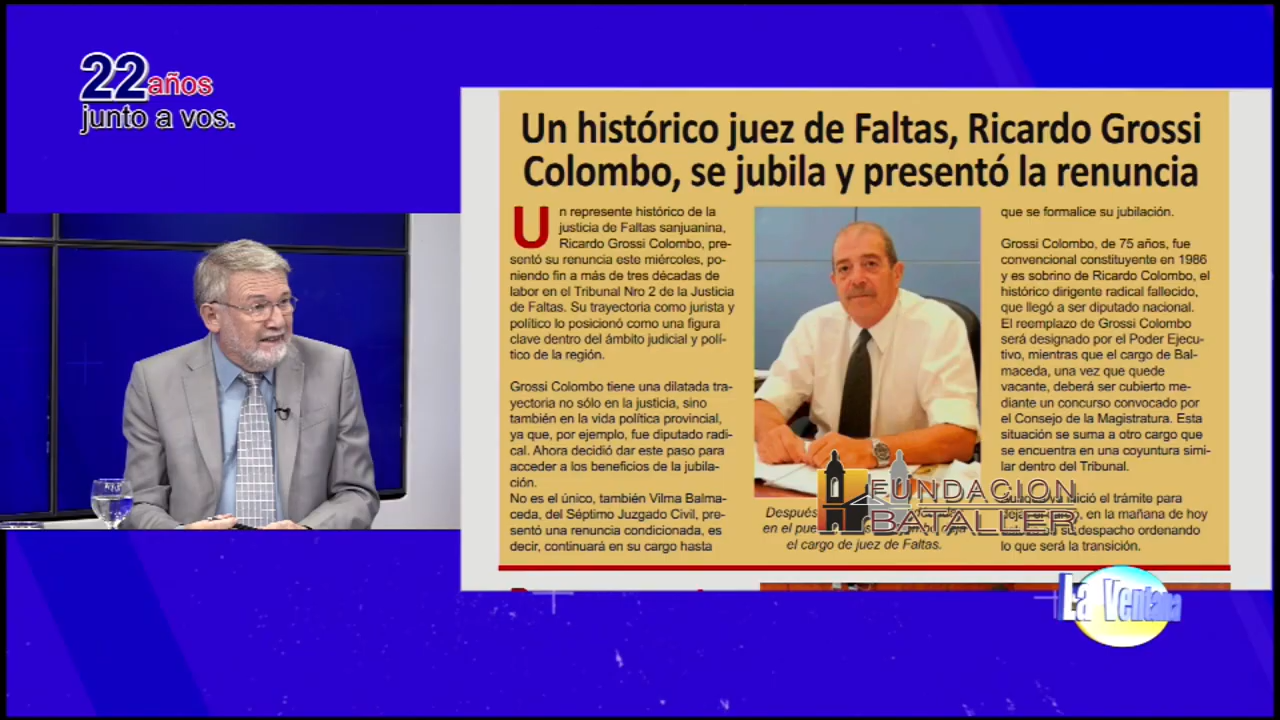 22 años
junto a vos.
Un histórico juez de Faltas, Ricardo Grossi
Colombo, se jubila y presentó la renuncia
Un represente histórico de la
justicia de Faltas sanjuanina,
Ricardo Grossi Colombo, pre-
sentó su renuncia este miércoles, po-
niendo fin a más de tres décadas de
labor en el Tribunal Nro 2 de la Justicia
de Faltas. Su trayectoria como jurista y
político lo posicionó como una figura
clave dentro del ámbito judicial y polí-
tico de la región.
Grossi Colombo tiene una dilatada tra-
yectoria no sólo en la justicia, sino
también en la vida política provincial,
ya que, por ejemplo, fue diputado radi-
cal. Ahora decidió dar este paso para
acceder a los beneficios de la jubila-
ción.
No es el único, también Vilma Balma-
ceda, del Séptimo Juzgado Civil, pre-
sentó una renuncia condicionada, es
decir, continuará en su cargo hasta
Después
en el
el cargo de juez de Faltas.
que se formalice su jubilación.
Grossi Colombo, de 75 años, fue
convencional constituyente en 1986
y es sobrino de Ricardo Colombo, el
histórico dirigente radical fallecido,
que llegó a ser diputado nacional.
El reemplazo de Grossi Colombo
será designado por el Poder Ejecu-
tivo, mientras que el cargo de Bal-
maceda, una vez que quede
vacante, deberá ser cubierto me-
diante un concurso convocado por
el Consejo de la Magistratura. Esta
situación se suma a otro cargo que
se encuentra en una coyuntura simi-
lar dentro del Tribunal.
inició el trámite para
en la mañana de hoy
su despacho ordenando
lo que será la transición.
FUNDACION
BATALLER
La Ventana